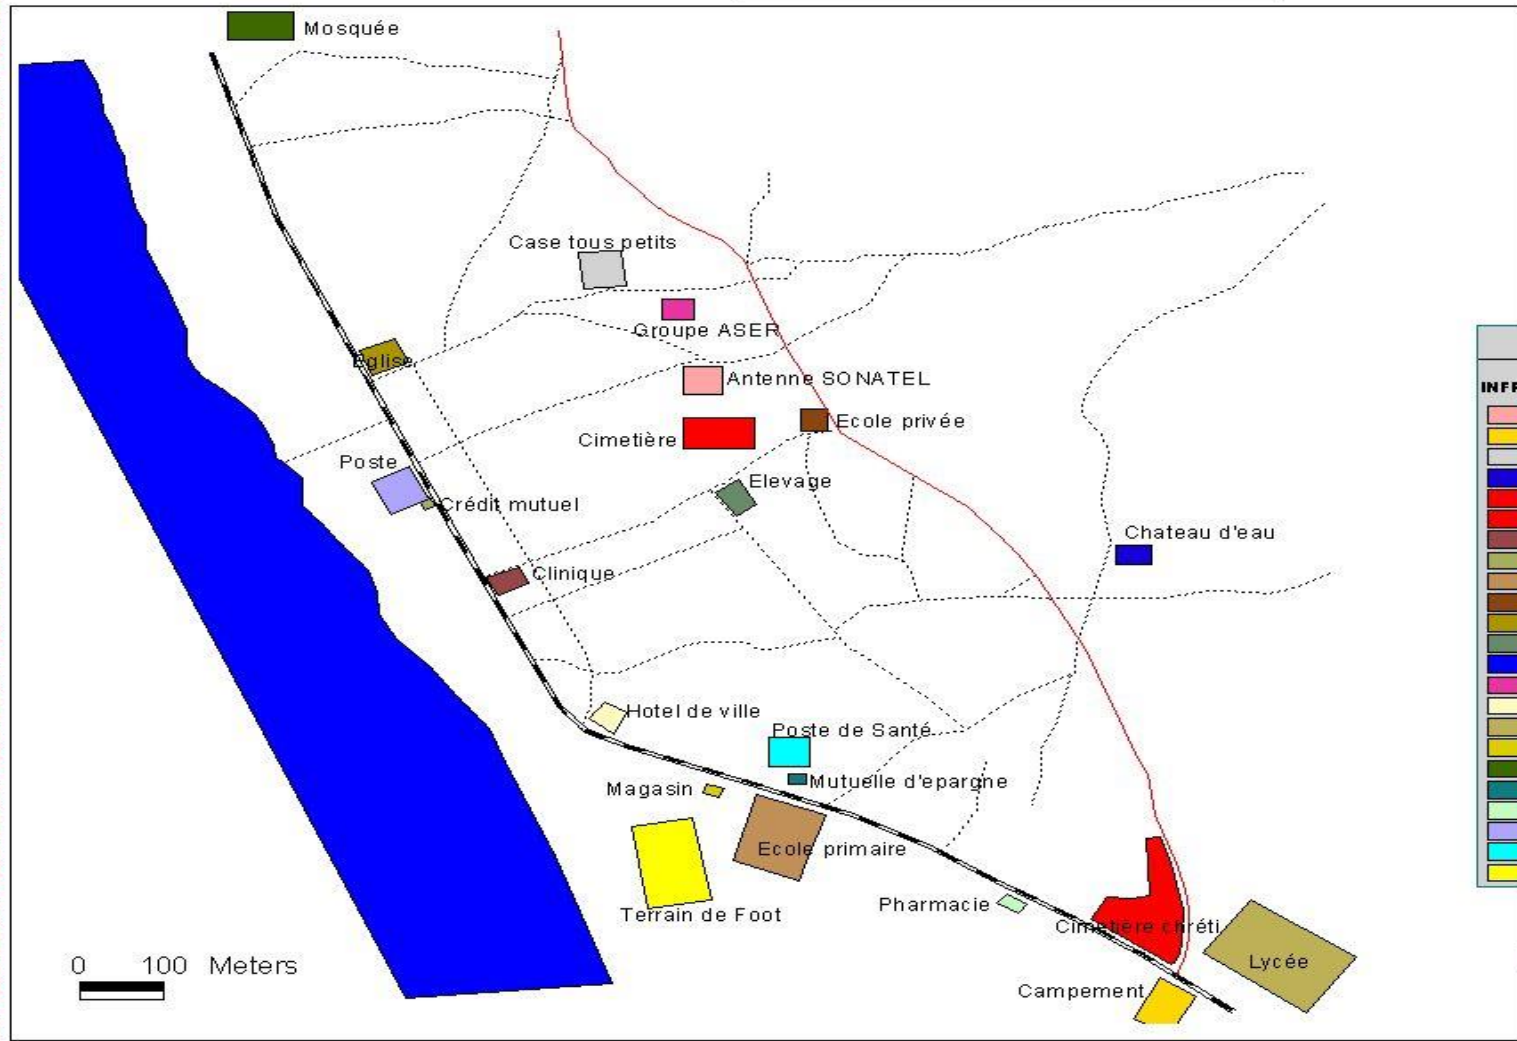 Mosquée
Case tous petits
Groupe ASER
Eglise
Antenne SONATEL
INFR
Ecole privée
Cimetière
Poste
Elevage
Crédit mutuel
Chateau d'eau
Clinique
Hotel de ville
Poste de Santé
Mutuelle d'epargne
Magasin
Ecole primaire
Pharmacie
Terrain de Foot
Cimetière chréti
Lycée
0 100 Meters
Campement